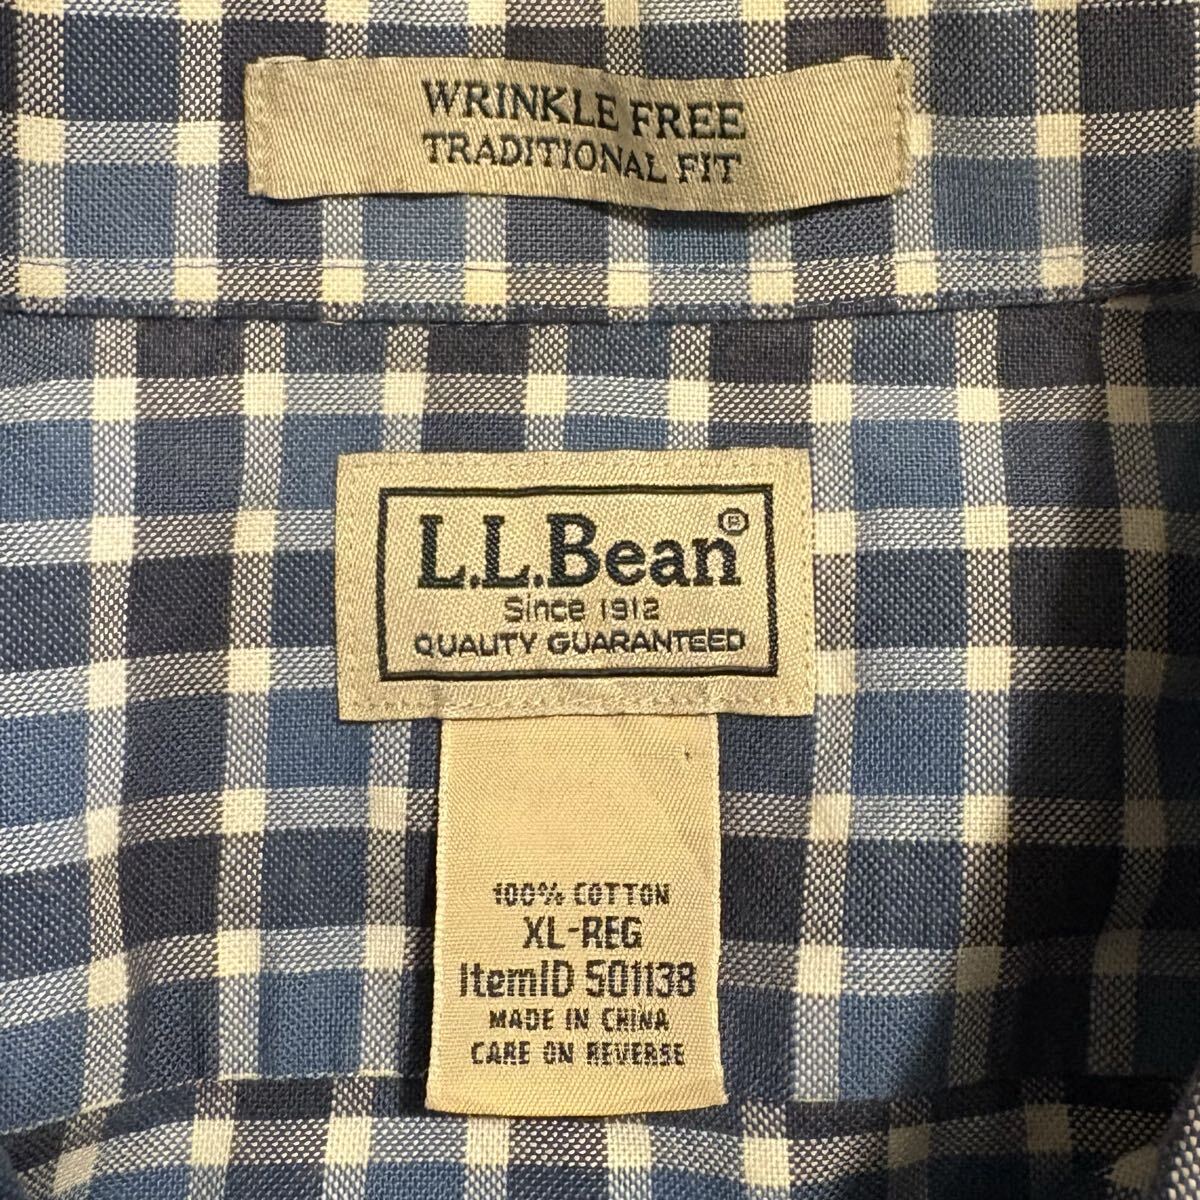 WRINKLE FREE
TRADITIONAL FIT
L.L.Bean®
Since 1912
QUALITY GUARANTEED
100% COTTON
XL-REG
ItemID 501138
MADE IN CHINA
CARE ON REVERSE